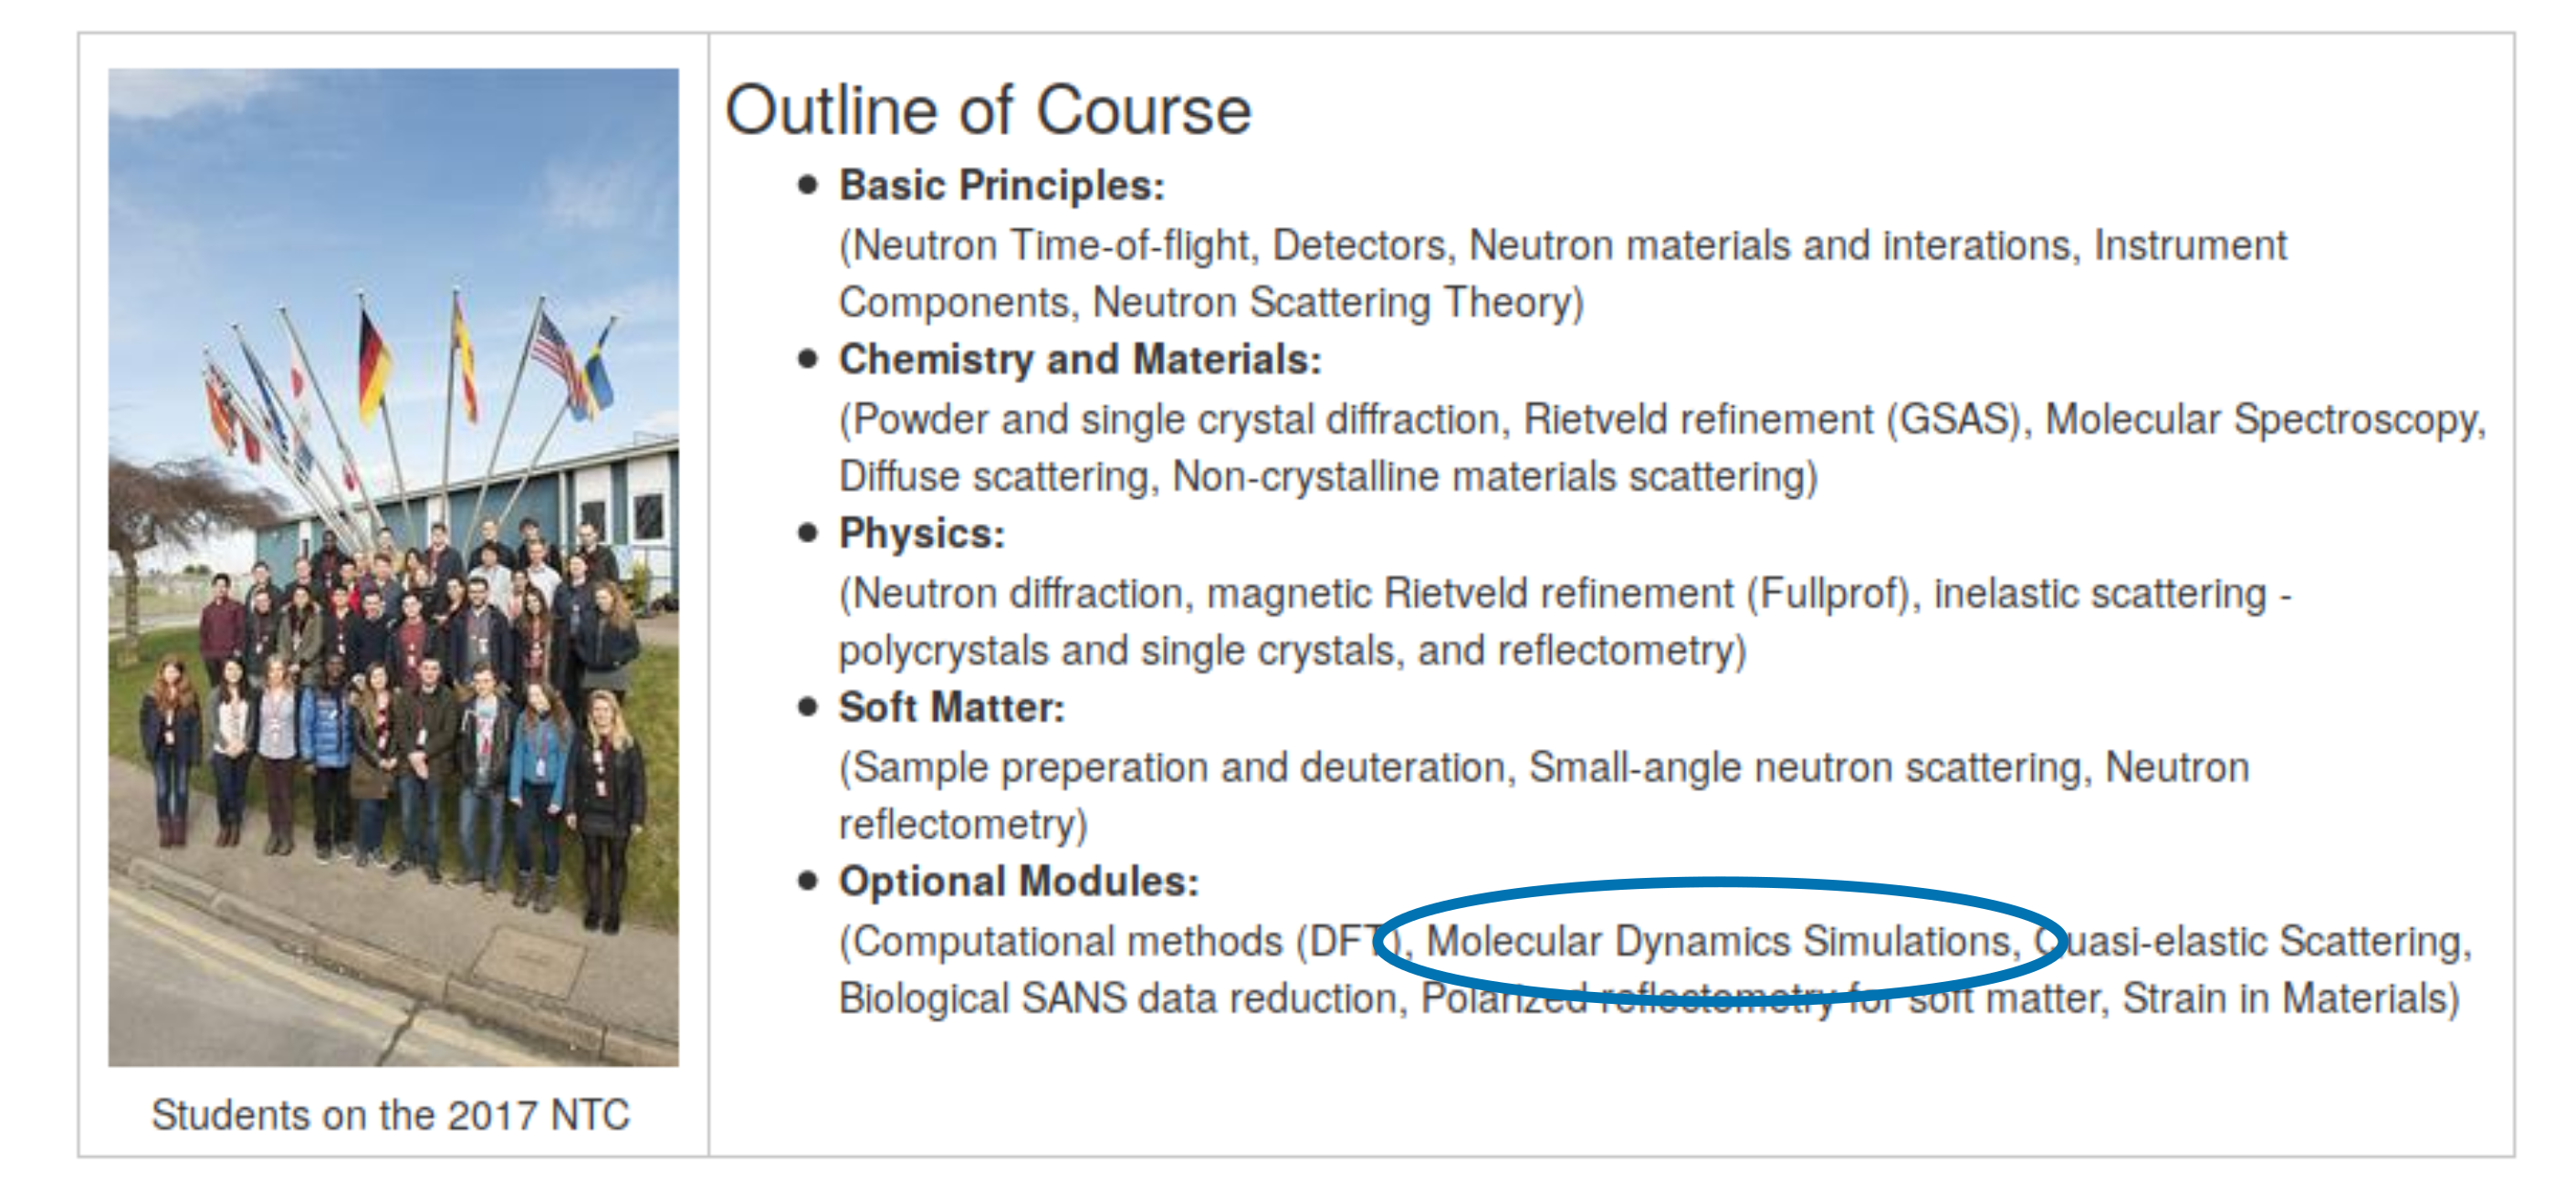 Outline of Course
Basic Principles:
(Neutron Time-of-flight, Detectors, Neutron materials and interations, Instrument
Components, Neutron Scattering Theory)
Chemistry and Materials:
(Powder and single crystal diffraction, Rietveld refinement (GSAS), Molecular Spectroscopy,
Diffuse scattering, Non-crystalline materials scattering)
Physics:
(Neutron diffraction, magnetic Rietveld refinement (Fullprof), inelastic scattering -
polycrystals and single crystals, and reflectometry)
Soft Matter:
(Sample preperation and deuteration, Small-angle neutron scattering, Neutron
reflectometry)
Optional Modules:
(Computational methods (DFT), Molecular Dynamics Simulations, Quasi-elastic Scattering,
Biological SANS data reduction, Polarized reflectometry for soft matter, Strain in Materials)
Students on the 2017 NTC